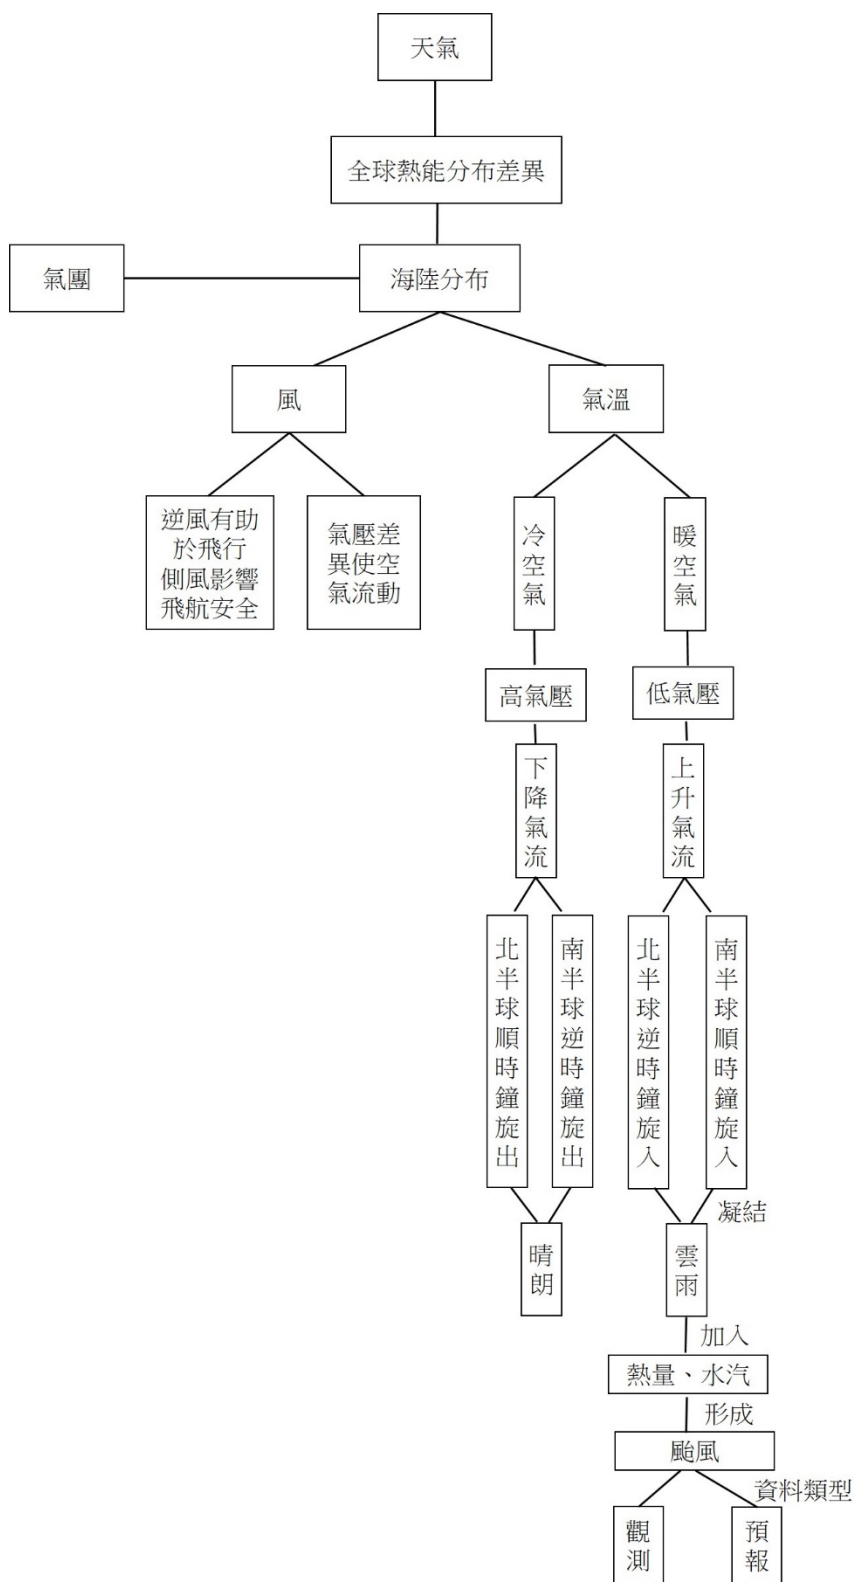 天氣
全球熱能分布差異
氣團
海陸分布
風
氣溫
逆風有助
於飛行
側風影響
飛航安全
氣壓差
異使空
氣流動
冷空氣
暖空氣
高氣壓
低氣壓
下降氣流
上升氣流
北半球順時鐘旋出
南半球逆時鐘旋出
北半球逆時鐘旋入
南半球順時鐘旋入
凝結
晴朗
雲雨
加入
熱量、水汽
形成
颱風
資料類型
觀測
預報